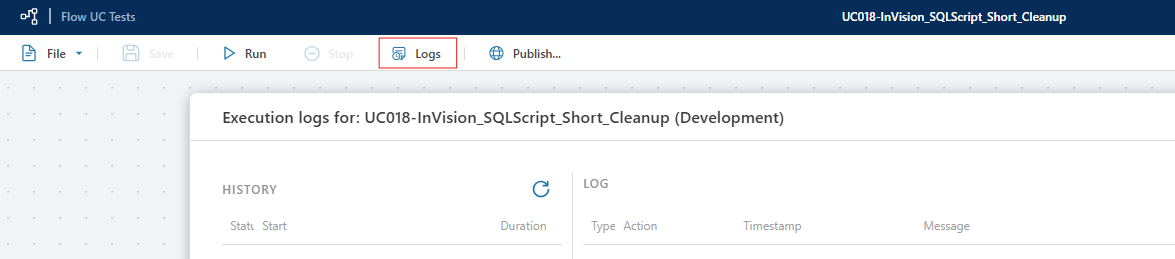 Flow UC Tests UC018-InVision_SQLScript_Short_Cleanup
File Save Run Stop Logs Publish...
Execution logs for: UC018-InVision_SQLScript_Short_Cleanup (Development)
HISTORY LOG
Statu Start Duration Type Action Timestamp Message